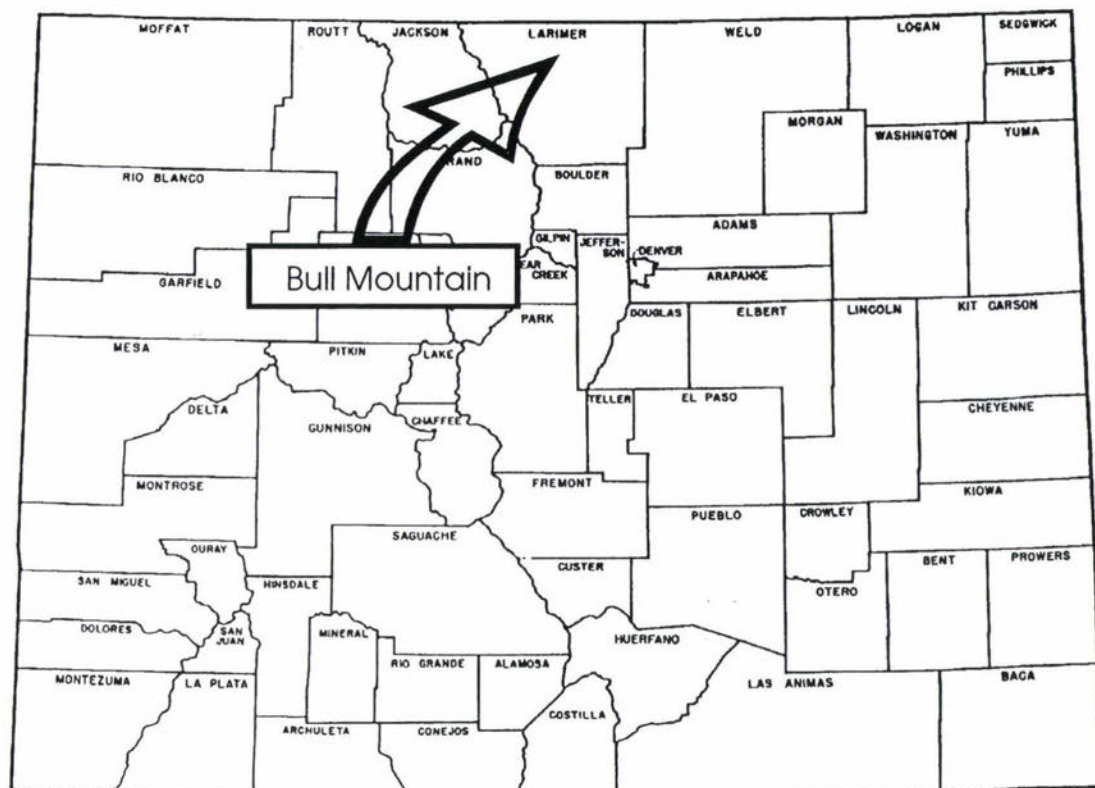 MOFFAT
ROUTT
JACKSON
LARIMER
WELD
LOGAN
SEDGWICK
PHILLIPS
MORGAN
WASHINGTON
YUMA
RIO BLANCO
RAND
BOULDER
ADAMS
GILPIN
JEFFER-
SON
DENVER
EAR
CREEK
ARAPAHOE
Bull Mountain
GARFIELD
PARK
DOUGLAS
ELBERT
LINCOLN
KIT CARSON
MESA
PITKIN
LAKE
TELLER
EL PASO
CHEYENNE
DELTA
GUNNISON
CHAFFEE
MONTROSE
FREMONT
KIOWA
PUEBLO
CROWLEY
SAGUACHE
OURAY
BENT
PROWERS
SAN MIGUEL
HINSDALE
CUSTER
OTERO
DOLORES
SAN
JUAN
MINERAL
HUERFANO
RIO GRANDE
ALAMOSA
MONTEZUMA
LA PLATA
LAS ANIMAS
BACA
COSTILLA
ARCHULETA
CONEJOS